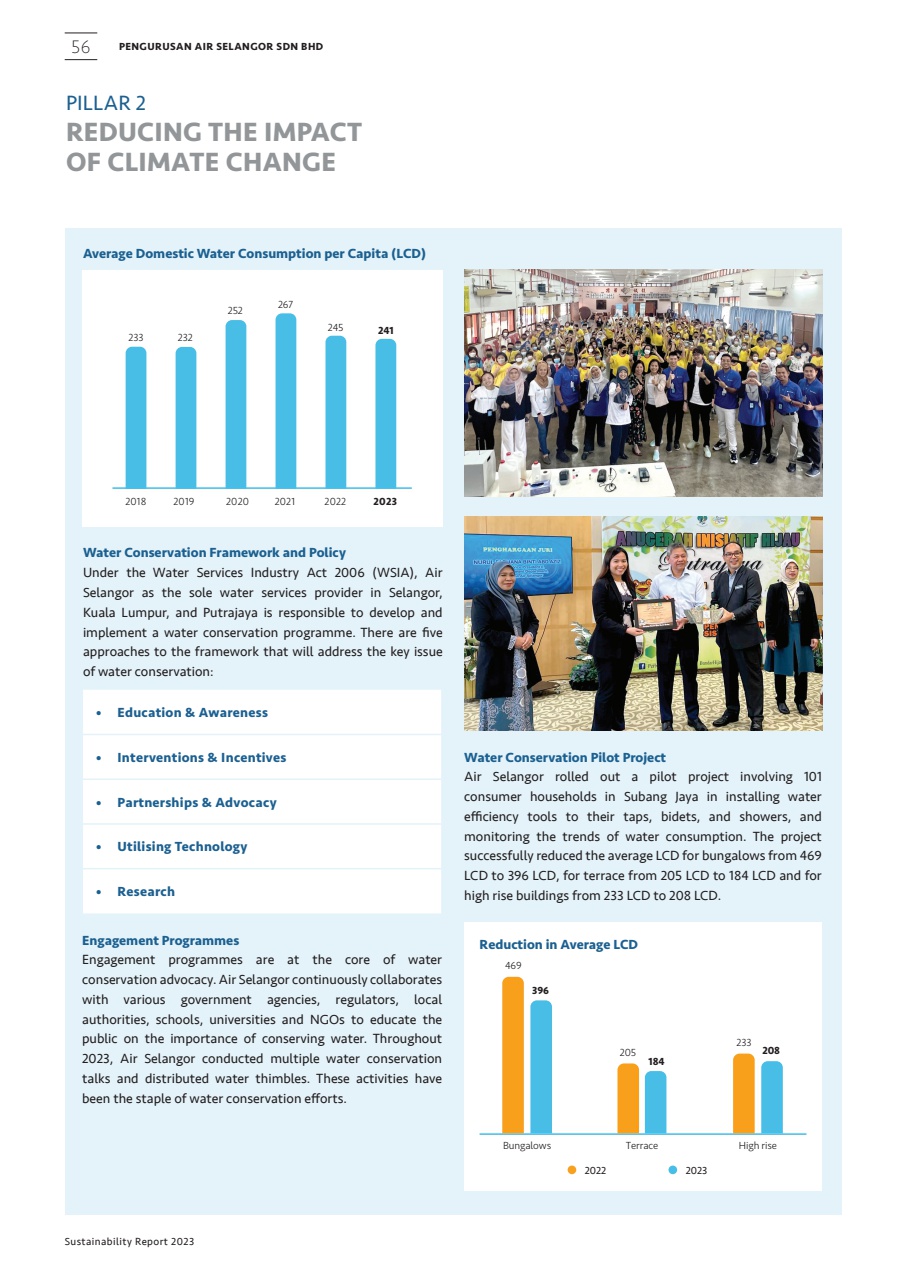 56
PENGURUSAN AIR SELANGOR SDN BHD
PILLAR 2
REDUCING THE IMPACT
OF CLIMATE CHANGE
Average Domestic Water Consumption per Capita (LCD)
233
232
252
267
245
241
2018
2019
2020
2021
2022
2023
Water Conservation Framework and Policy
Under the Water Services Industry Act 2006 (WSIA), Air
Selangor as the sole water services provider in Selangor,
Kuala Lumpur, and Putrajaya is responsible to develop and
implement a water conservation programme. There are five
approaches to the framework that will address the key issue
of water conservation:
• Education & Awareness
• Interventions & Incentives
• Partnerships & Advocacy
• Utilising Technology
• Research
Engagement Programmes
Engagement programmes are at the core of water
conservation advocacy. Air Selangor continuously collaborates
with various government agencies, regulators, local
authorities, schools, universities and NGOs to educate the
public on the importance of conserving water. Throughout
2023, Air Selangor conducted multiple water conservation
talks and distributed water thimbles. These activities have
been the staple of water conservation efforts.
PENGHARGAAN JURI
ANUGERAH INISIATIF HIJAU
Putrajaya
Water Conservation Pilot Project
Air Selangor rolled out a pilot project involving 101
consumer households in Subang Jaya in installing water
efficiency tools to their taps, bidets, and showers, and
monitoring the trends of water consumption. The project
successfully reduced the average LCD for bungalows from 469
LCD to 396 LCD, for terrace from 205 LCD to 184 LCD and for
high rise buildings from 233 LCD to 208 LCD.
Reduction in Average LCD
469
396
205
184
233
208
Bungalows
Terrace
High rise
2022
2023
Sustainability Report 2023